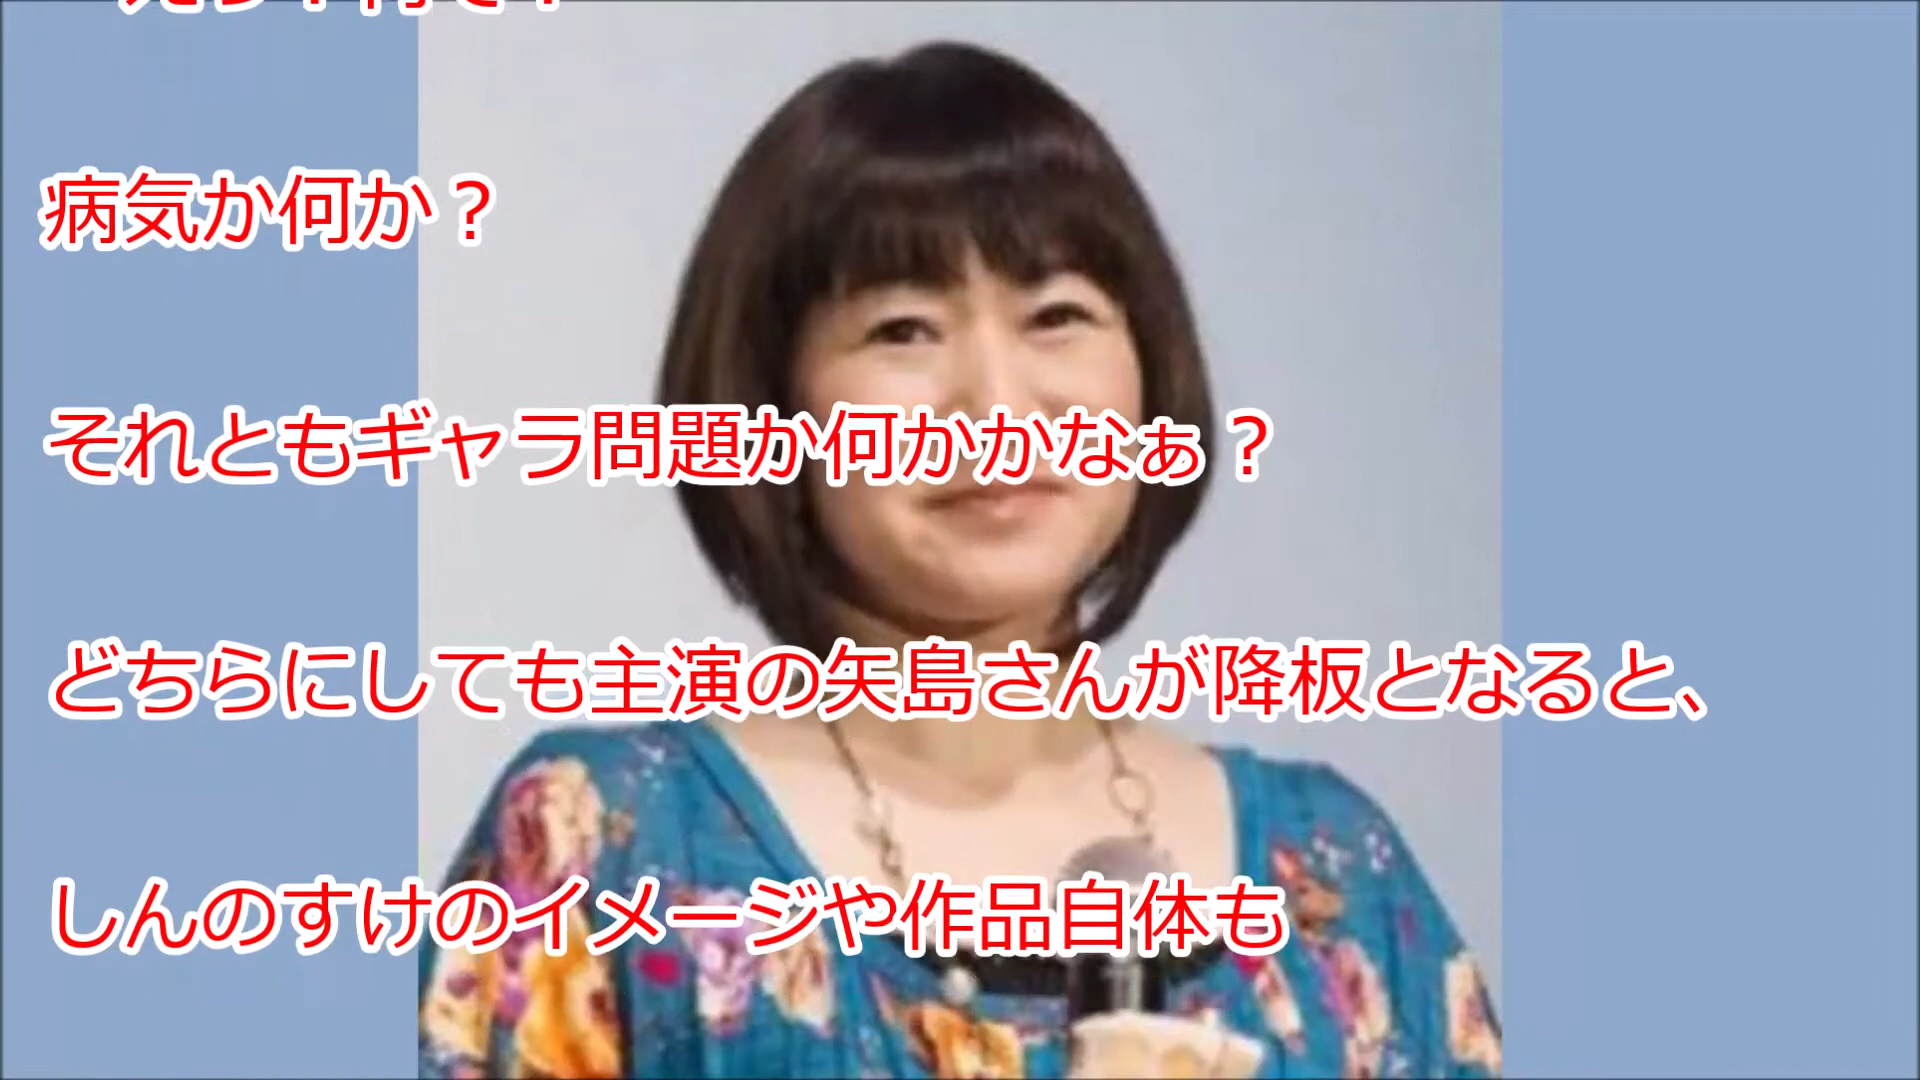 病気か何か？
それともギャラ問題か何かかなぁ？
どちらにしても主演の矢島さんが降板となると、
しんのすけのイメージや作品自体も